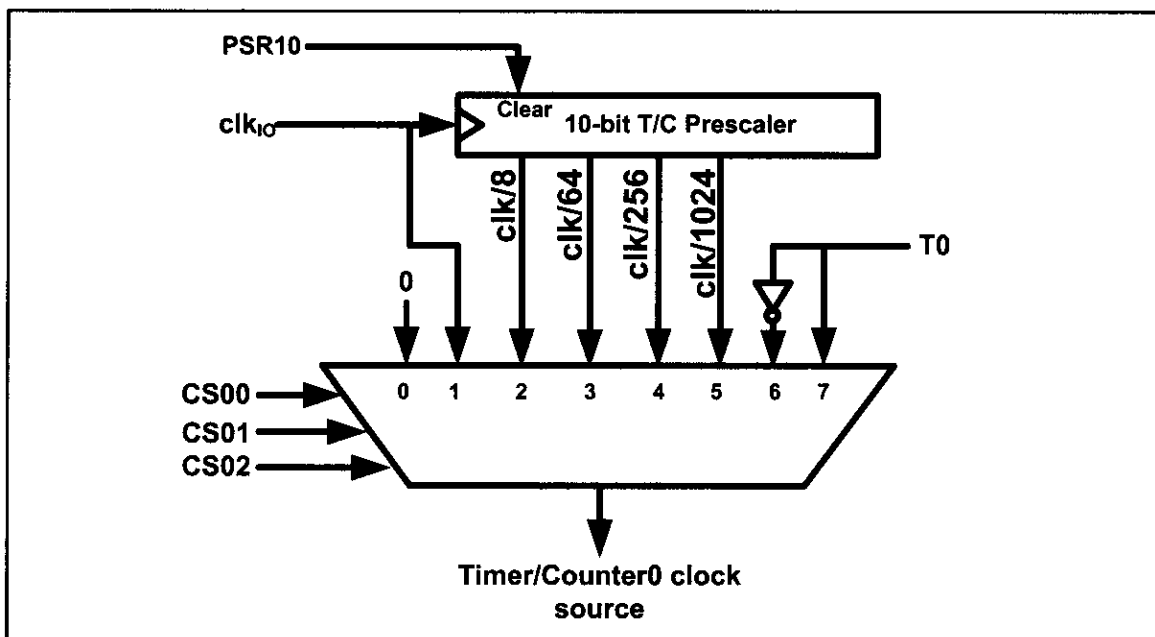 PSR10
Clear
clkIO
10-bit T/C Prescaler
clk/8
clk/64
clk/256
clk/1024
T0
0
0 1 2 3 4 5 6 7
CS00
CS01
CS02
Timer/Counter0 clock
source